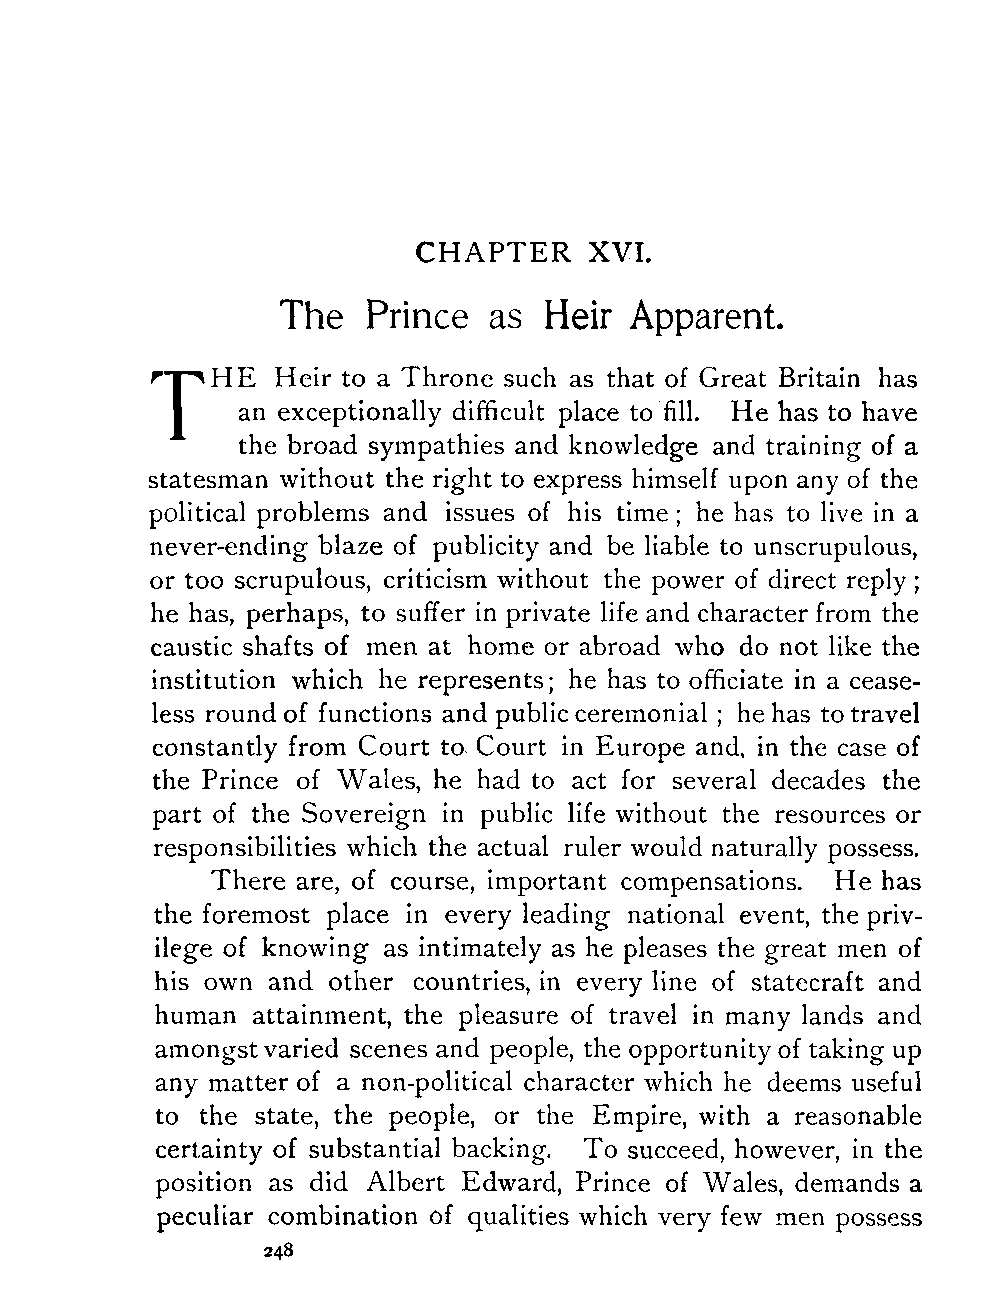 CHAPTER XVI.
The Prince as Heir Apparent.
THE Heir to a Throne such as that of Great Britain has
an exceptionally difficult place to fill. He has to have
the broad sympathies and knowledge and training of a
statesman without the right to express himself upon any of the
political problems and issues of his time; he has to live in a
never-ending blaze of publicity and be liable to unscrupulous,
or too scrupulous, criticism without the power of direct reply;
he has, perhaps, to suffer in private life and character from the
caustic shafts of men at home or abroad who do not like the
institution which he represents; he has to officiate in a cease-
less round of functions and public ceremonial; he has to travel
constantly from Court to Court in Europe and, in the case of
the Prince of Wales, he had to act for several decades the
part of the Sovereign in public life without the resources or
responsibilities which the actual ruler would naturally possess.
There are, of course, important compensations. He has
the foremost place in every leading national event, the priv-
ilege of knowing as intimately as he pleases the great men of
his own and other countries, in every line of statecraft and
human attainment, the pleasure of travel in many lands and
amongst varied scenes and people, the opportunity of taking up
any matter of a non-political character which he deems useful
to the state, the people, or the Empire, with a reasonable
certainty of substantial backing. To succeed, however, in the
position as did Albert Edward, Prince of Wales, demands a
peculiar combination of qualities which very few men possess
248